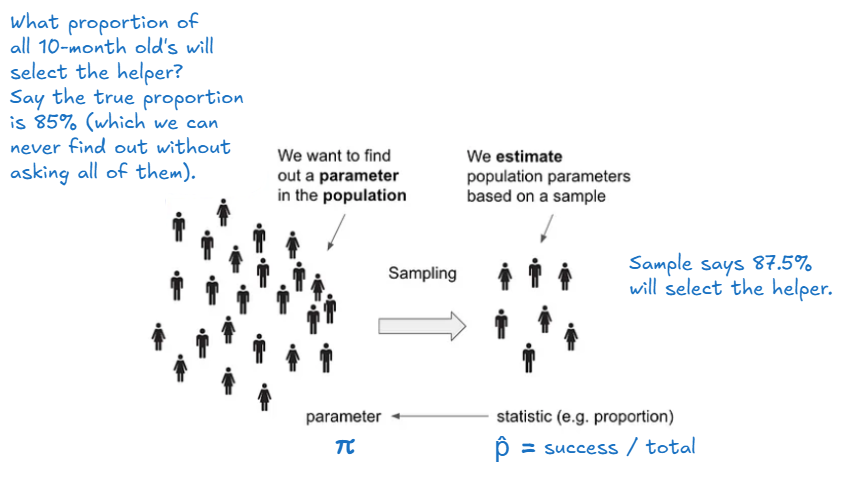 What proportion of
all 10-month old's will
select the helper?
Say the true proportion
is 85% (which we can
never find out without
asking all of them).
We want to find
out a parameter
in the population
We estimate
population parameters
based on a sample
Sampling
Sample says 87.5%
will select the helper.
parameter
statistic (e.g. proportion)
π
p̂ = success / total